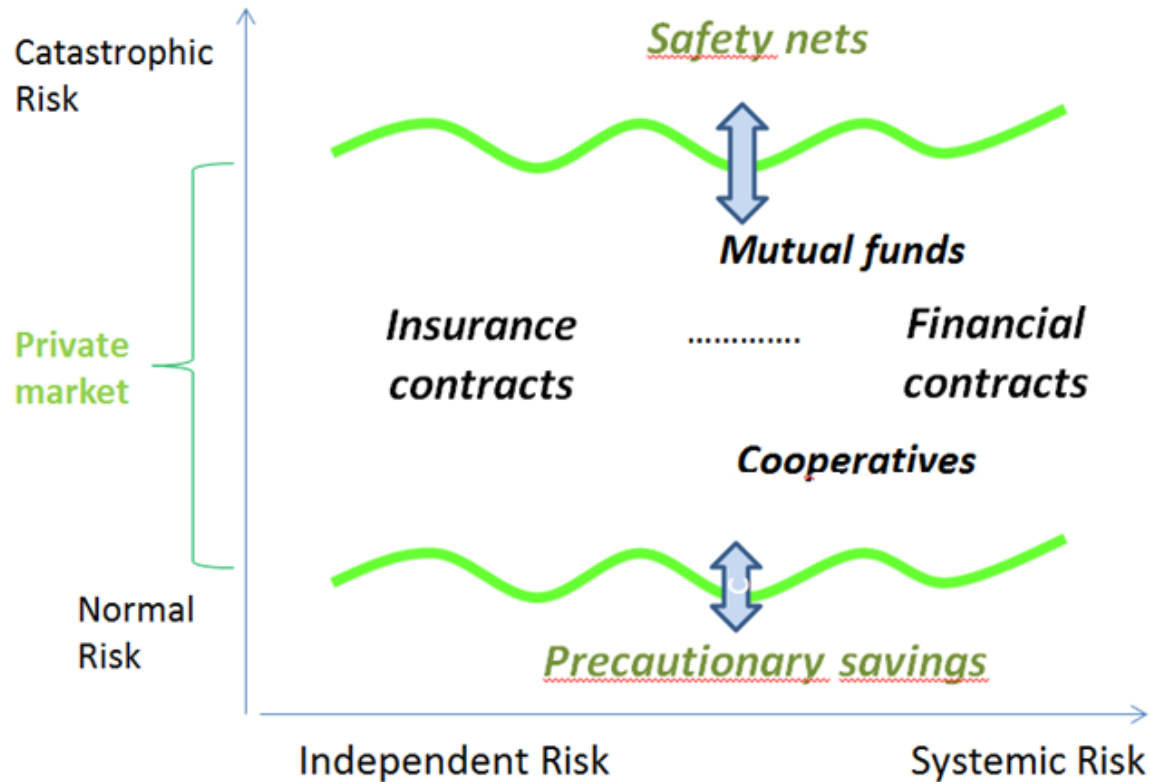 Catastrophic
Risk
Safety nets
Mutual funds
Private
market
Insurance
contracts
………….
Financial
contracts
Cooperatives
Normal
Risk
C
Precautionary savings
Independent Risk
Systemic Risk